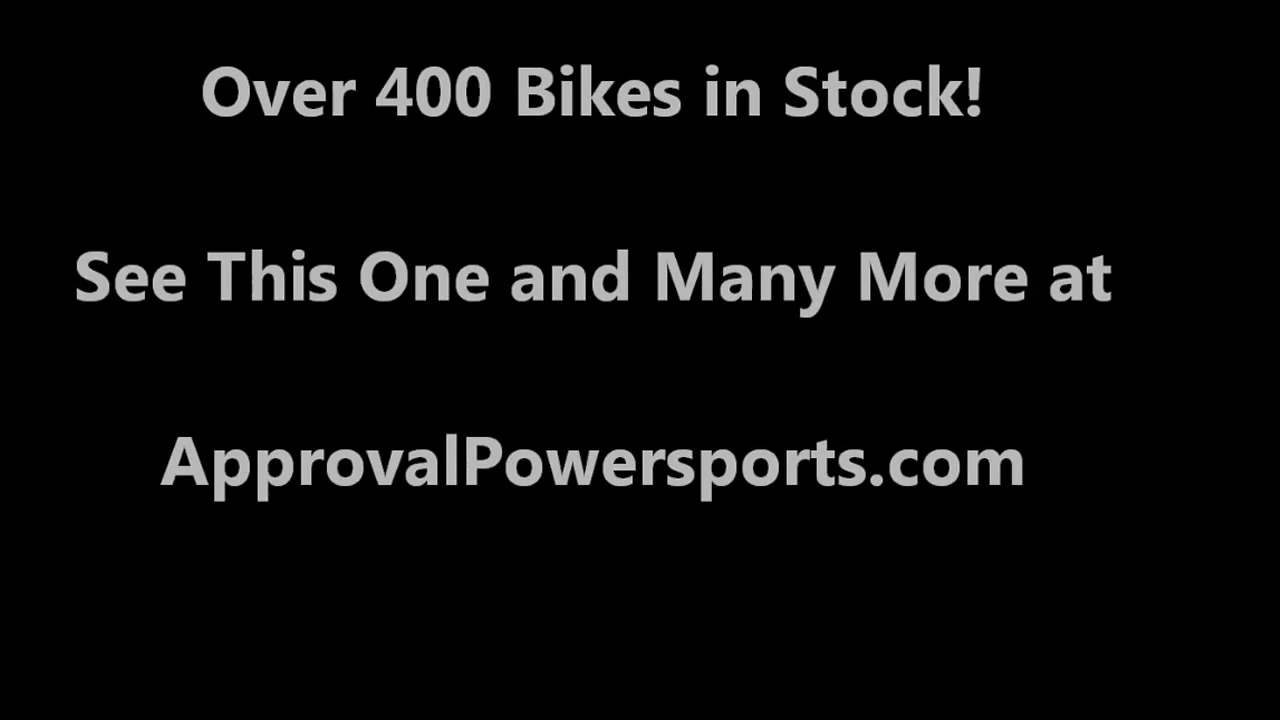 Over 400 Bikes in Stock!
See This One and Many More at
ApprovalPowersports.com